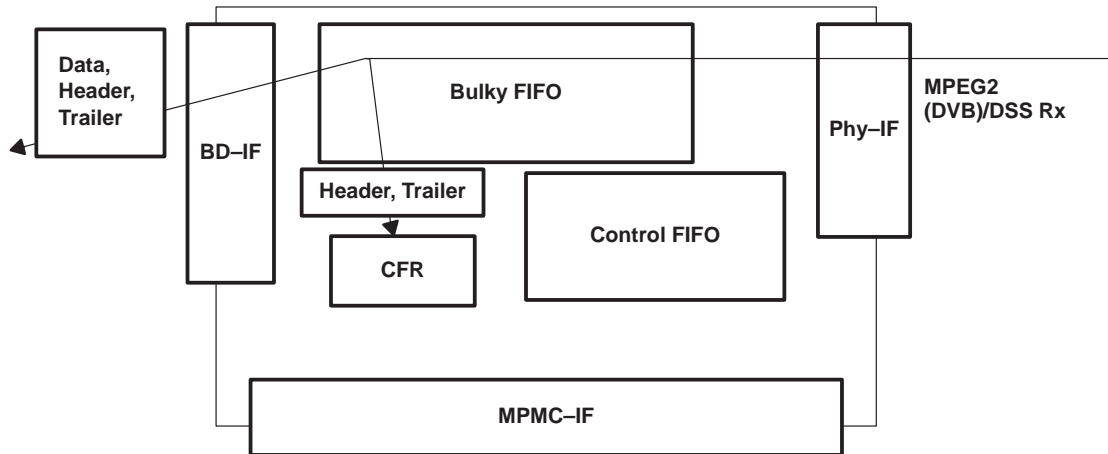 Data,
Header,
Trailer
BD–IF
Bulky FIFO
Phy–IF
MPEG2
(DVB)/DSS Rx
Header, Trailer
Control FIFO
CFR
MPMC–IF